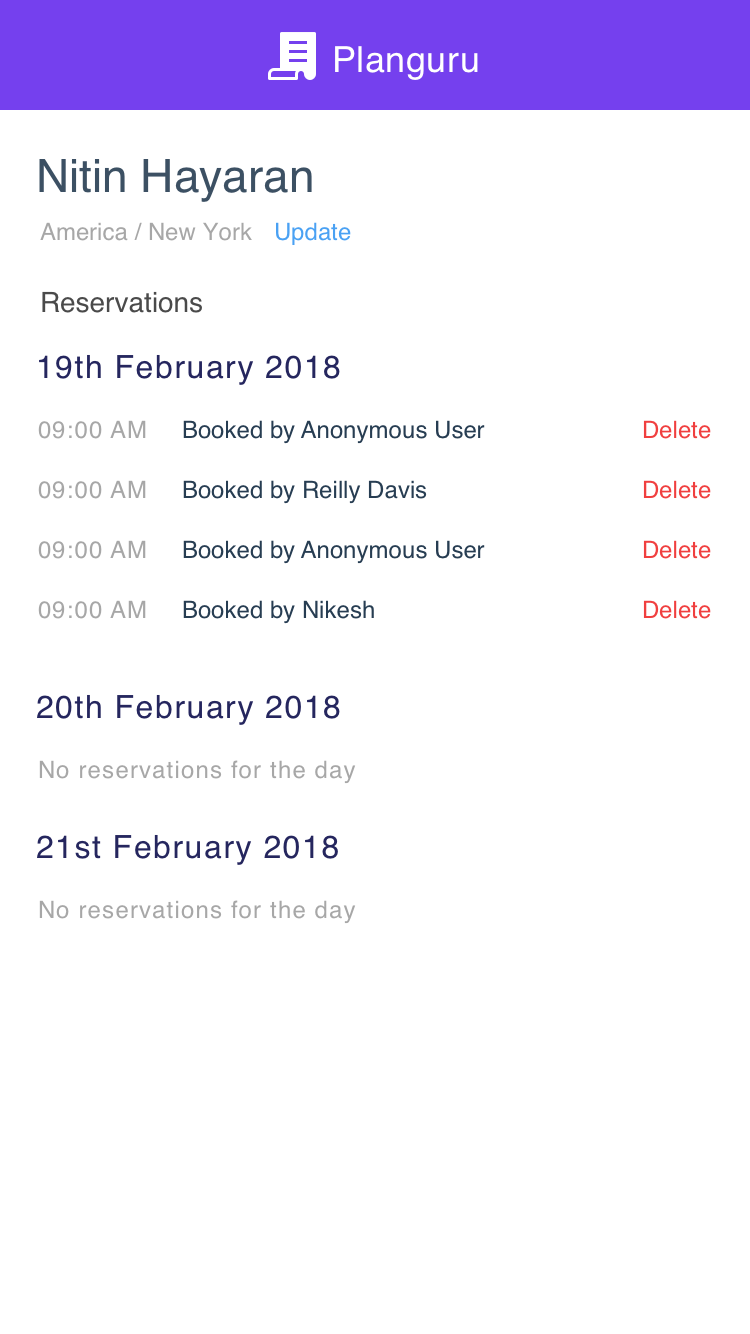 Planguru
Nitin Hayaran
America / New York Update
Reservations
19th February 2018
09:00 AM Booked by Anonymous User Delete
09:00 AM Booked by Reilly Davis Delete
09:00 AM Booked by Anonymous User Delete
09:00 AM Booked by Nikesh Delete
20th February 2018
No reservations for the day
21st February 2018
No reservations for the day